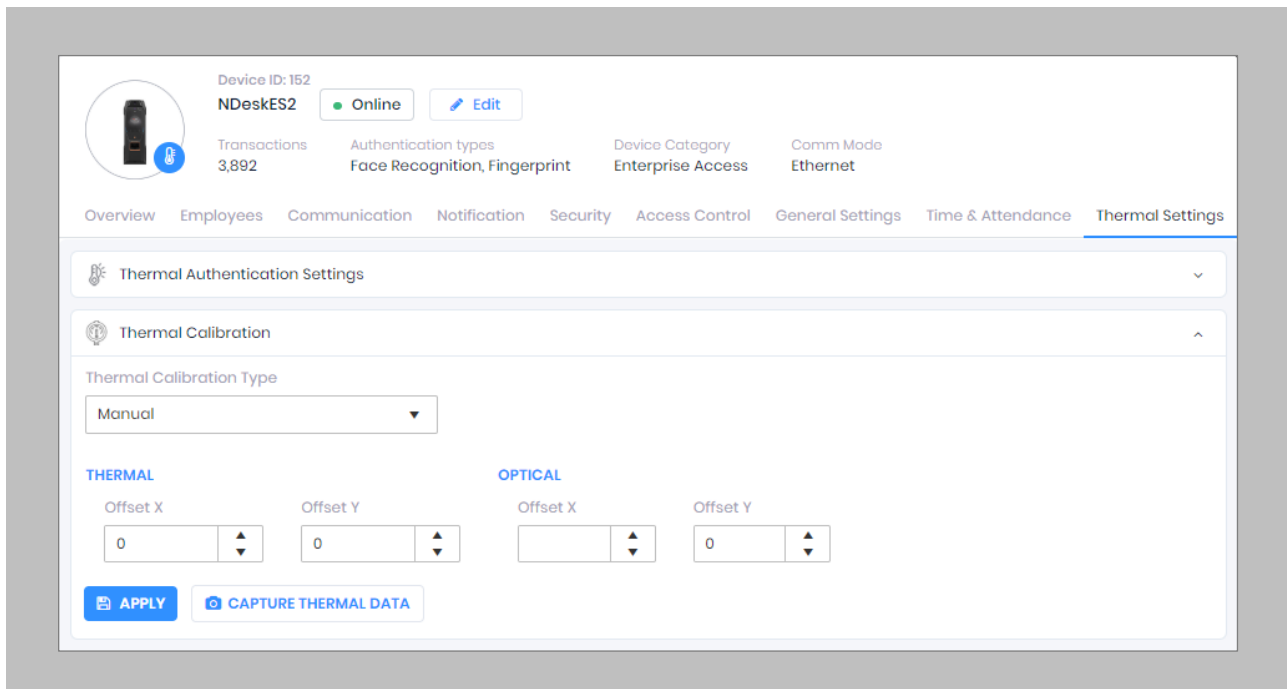 Device ID: 152
NDeskES2
Online
Edit
Transactions Authentication types Device Category Comm Mode
3,892 Face Recognition, Fingerprint Enterprise Access Ethernet
Overview Employees Communication Notification Security Access Control General Settings Time & Attendance Thermal Settings
Thermal Authentication Settings
Thermal Calibration
Thermal Calibration Type
Manual
THERMAL OPTICAL
Offset X Offset Y Offset X Offset Y
0 0 0
APPLY CAPTURE THERMAL DATA